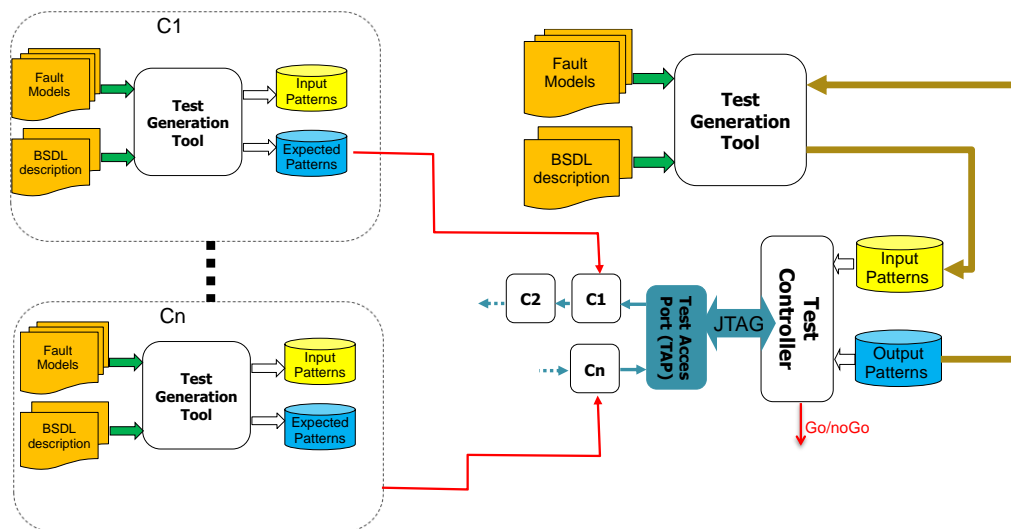 C1
Fault
Models
BSDL
description
Test
Generation
Tool
Input
Patterns
Expected
Patterns
Cn
Fault
Models
BSDL
description
Test
Generation
Tool
Input
Patterns
Expected
Patterns
Fault
Models
BSDL
description
Test
Generation
Tool
C2
C1
Cn
Test Acces
Port (TAP)
JTAG
Test
Controller
Input
Patterns
Output
Patterns
Go/noGo